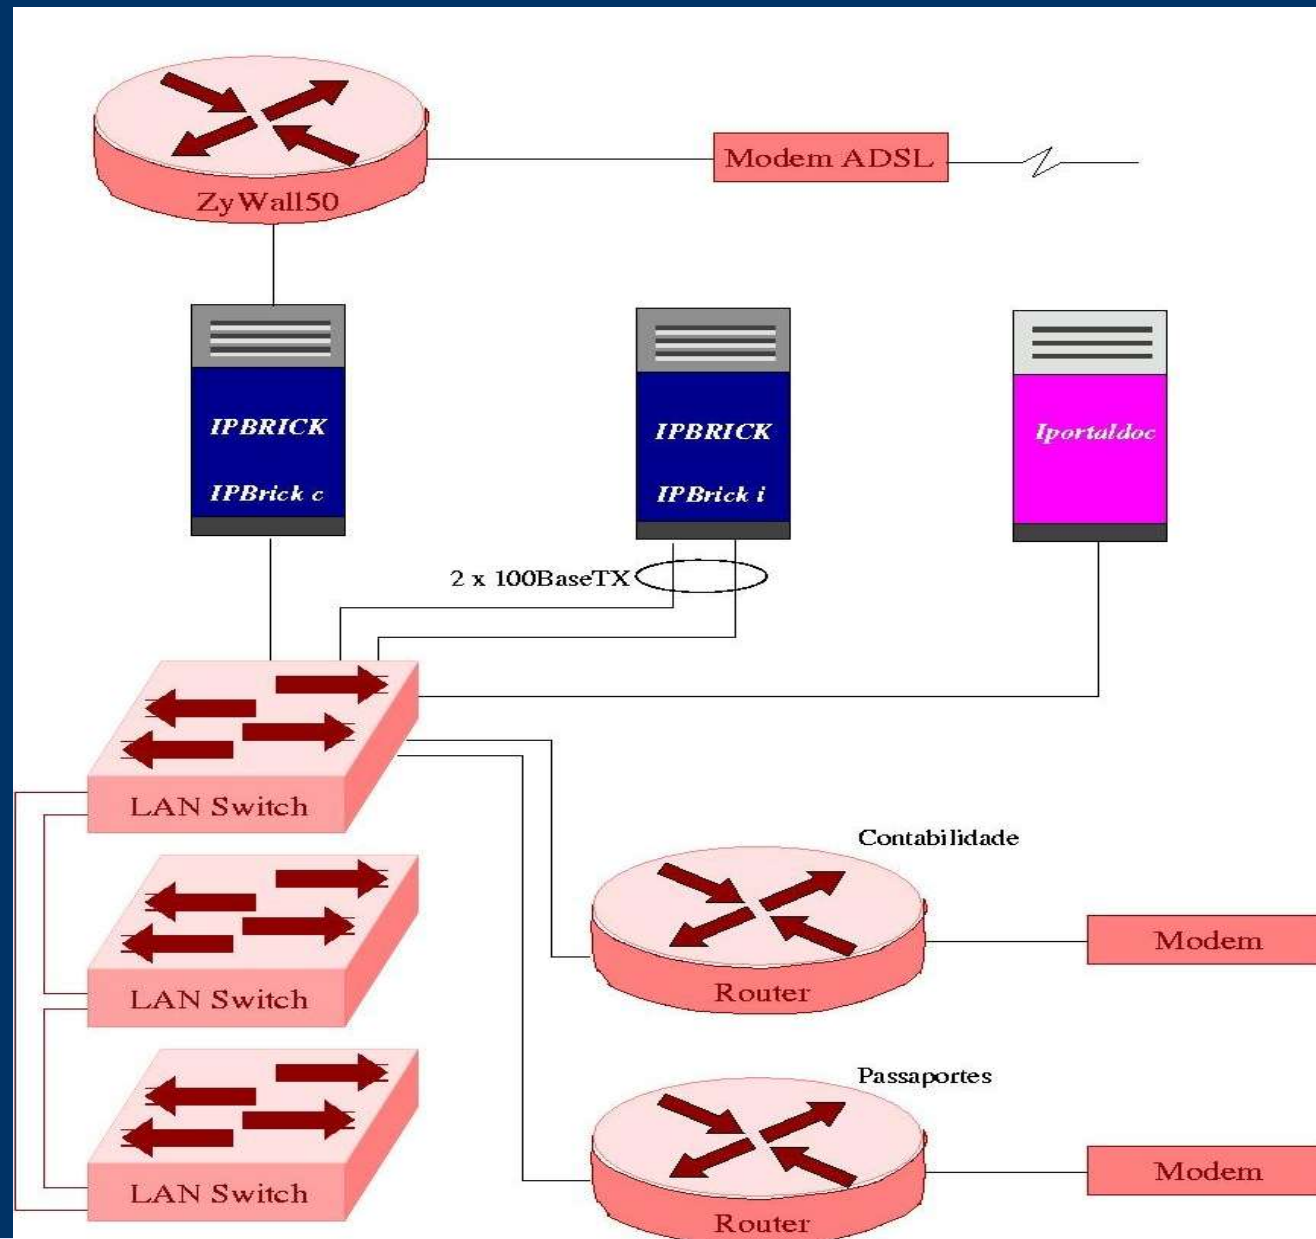 Modem ADSL
ZyWall50
IPBRICK
IPBrick c
IPBRICK
IPBrick i
Iportaldoc
2 x 100BaseTX
LAN Switch
Contabilidade
Modem
LAN Switch
Router
Passaportes
Modem
LAN Switch
Router